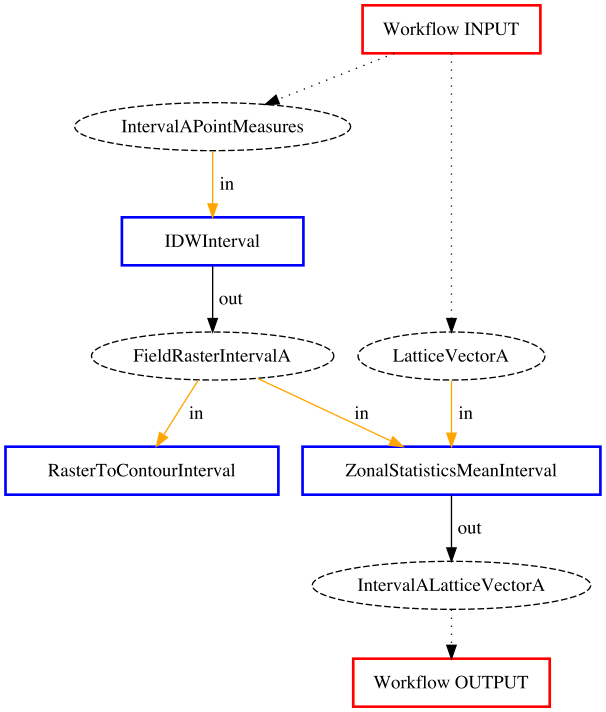 Workflow INPUT
IntervalAPointMeasures
in
IDWInterval
out
FieldRasterIntervalA
LatticeVectorA
in
in
in
RasterToContourInterval
ZonalStatisticsMeanInterval
out
IntervalALatticeVectorA
Workflow OUTPUT